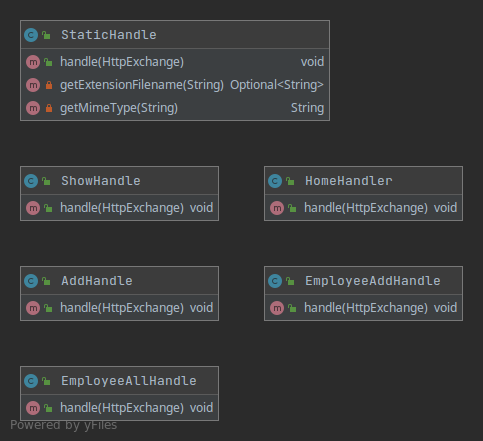 StaticHandle
handle(HttpExchange) void
getExtensionFilename(String) Optional<String>
getMimeType(String) String
ShowHandle
handle(HttpExchange) void
HomeHandler
handle(HttpExchange) void
AddHandle
handle(HttpExchange) void
EmployeeAddHandle
handle(HttpExchange) void
EmployeeAllHandle
handle(HttpExchange) void
Powered by yFiles